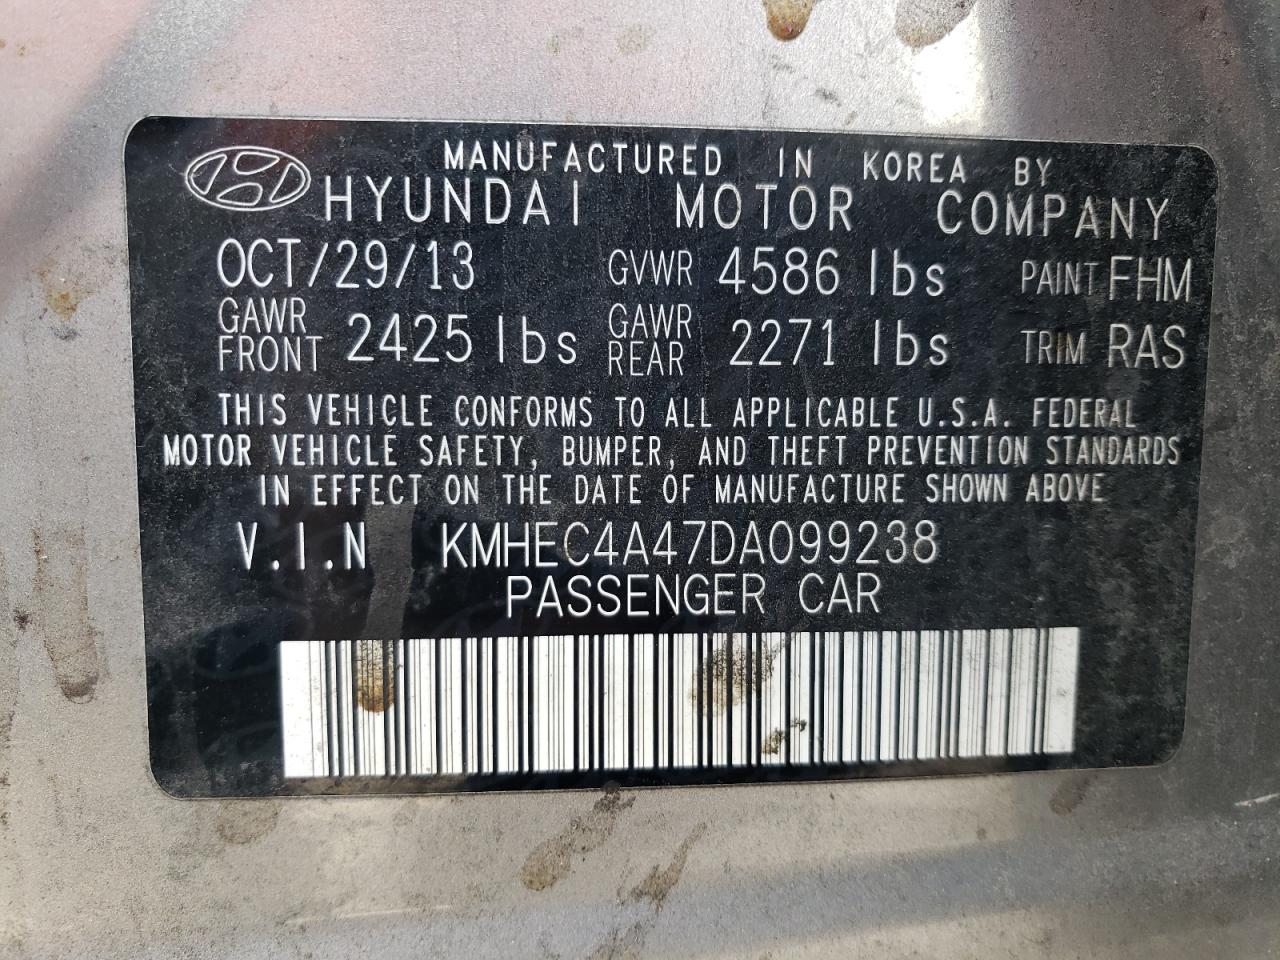 MANUFACTURED IN KOREA BY
HYUNDAI MOTOR COMPANY
OCT/29/13 GVWR 4586 lbs PAINT FHM
GAWR FRONT 2425 lbs GAWR REAR 2271 lbs TRIM RAS
THIS VEHICLE CONFORMS TO ALL APPLICABLE U.S.A. FEDERAL
MOTOR VEHICLE SAFETY, BUMPER, AND THEFT PREVENTION STANDARDS
IN EFFECT ON THE DATE OF MANUFACTURE SHOWN ABOVE
V.I.N KMHEC4A47DA099238
PASSENGER CAR